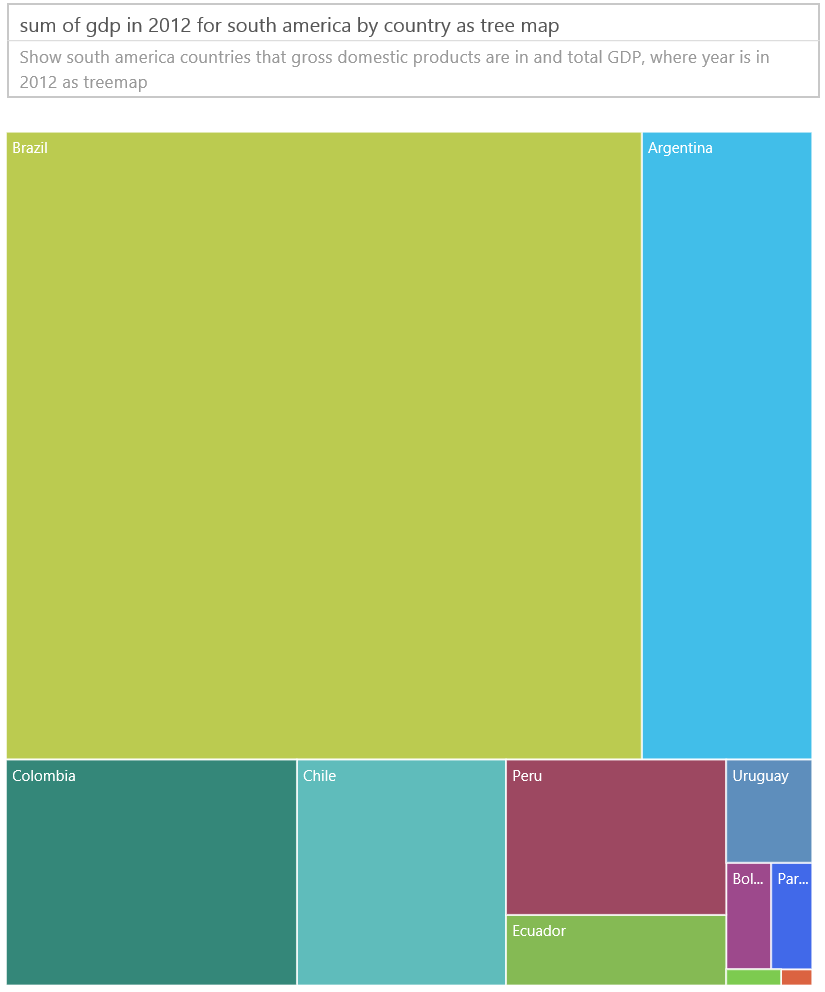 sum of gdp in 2012 for south america by country as tree map
Show south america countries that gross domestic products are in and total GDP, where year is in
2012 as treemap
Brazil
Argentina
Colombia
Chile
Peru
Uruguay
Bol...
Par...
Ecuador